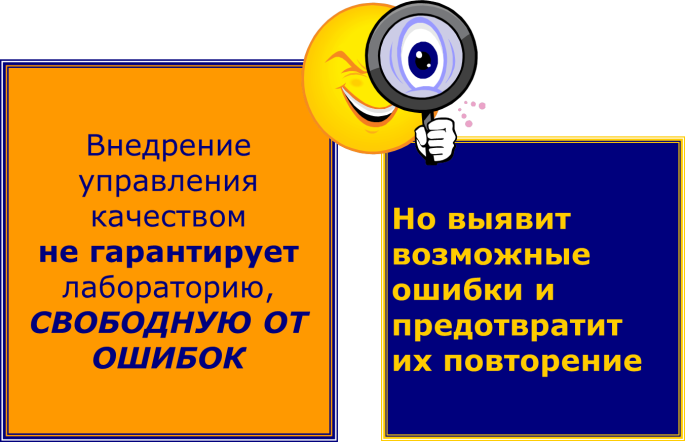 Внедрение
управления
качеством
не гарантирует
лабораторию,
СВОБОДНУЮ ОТ
ОШИБОК
Но выявит
возможные
ошибки и
предотвратит
их повторение